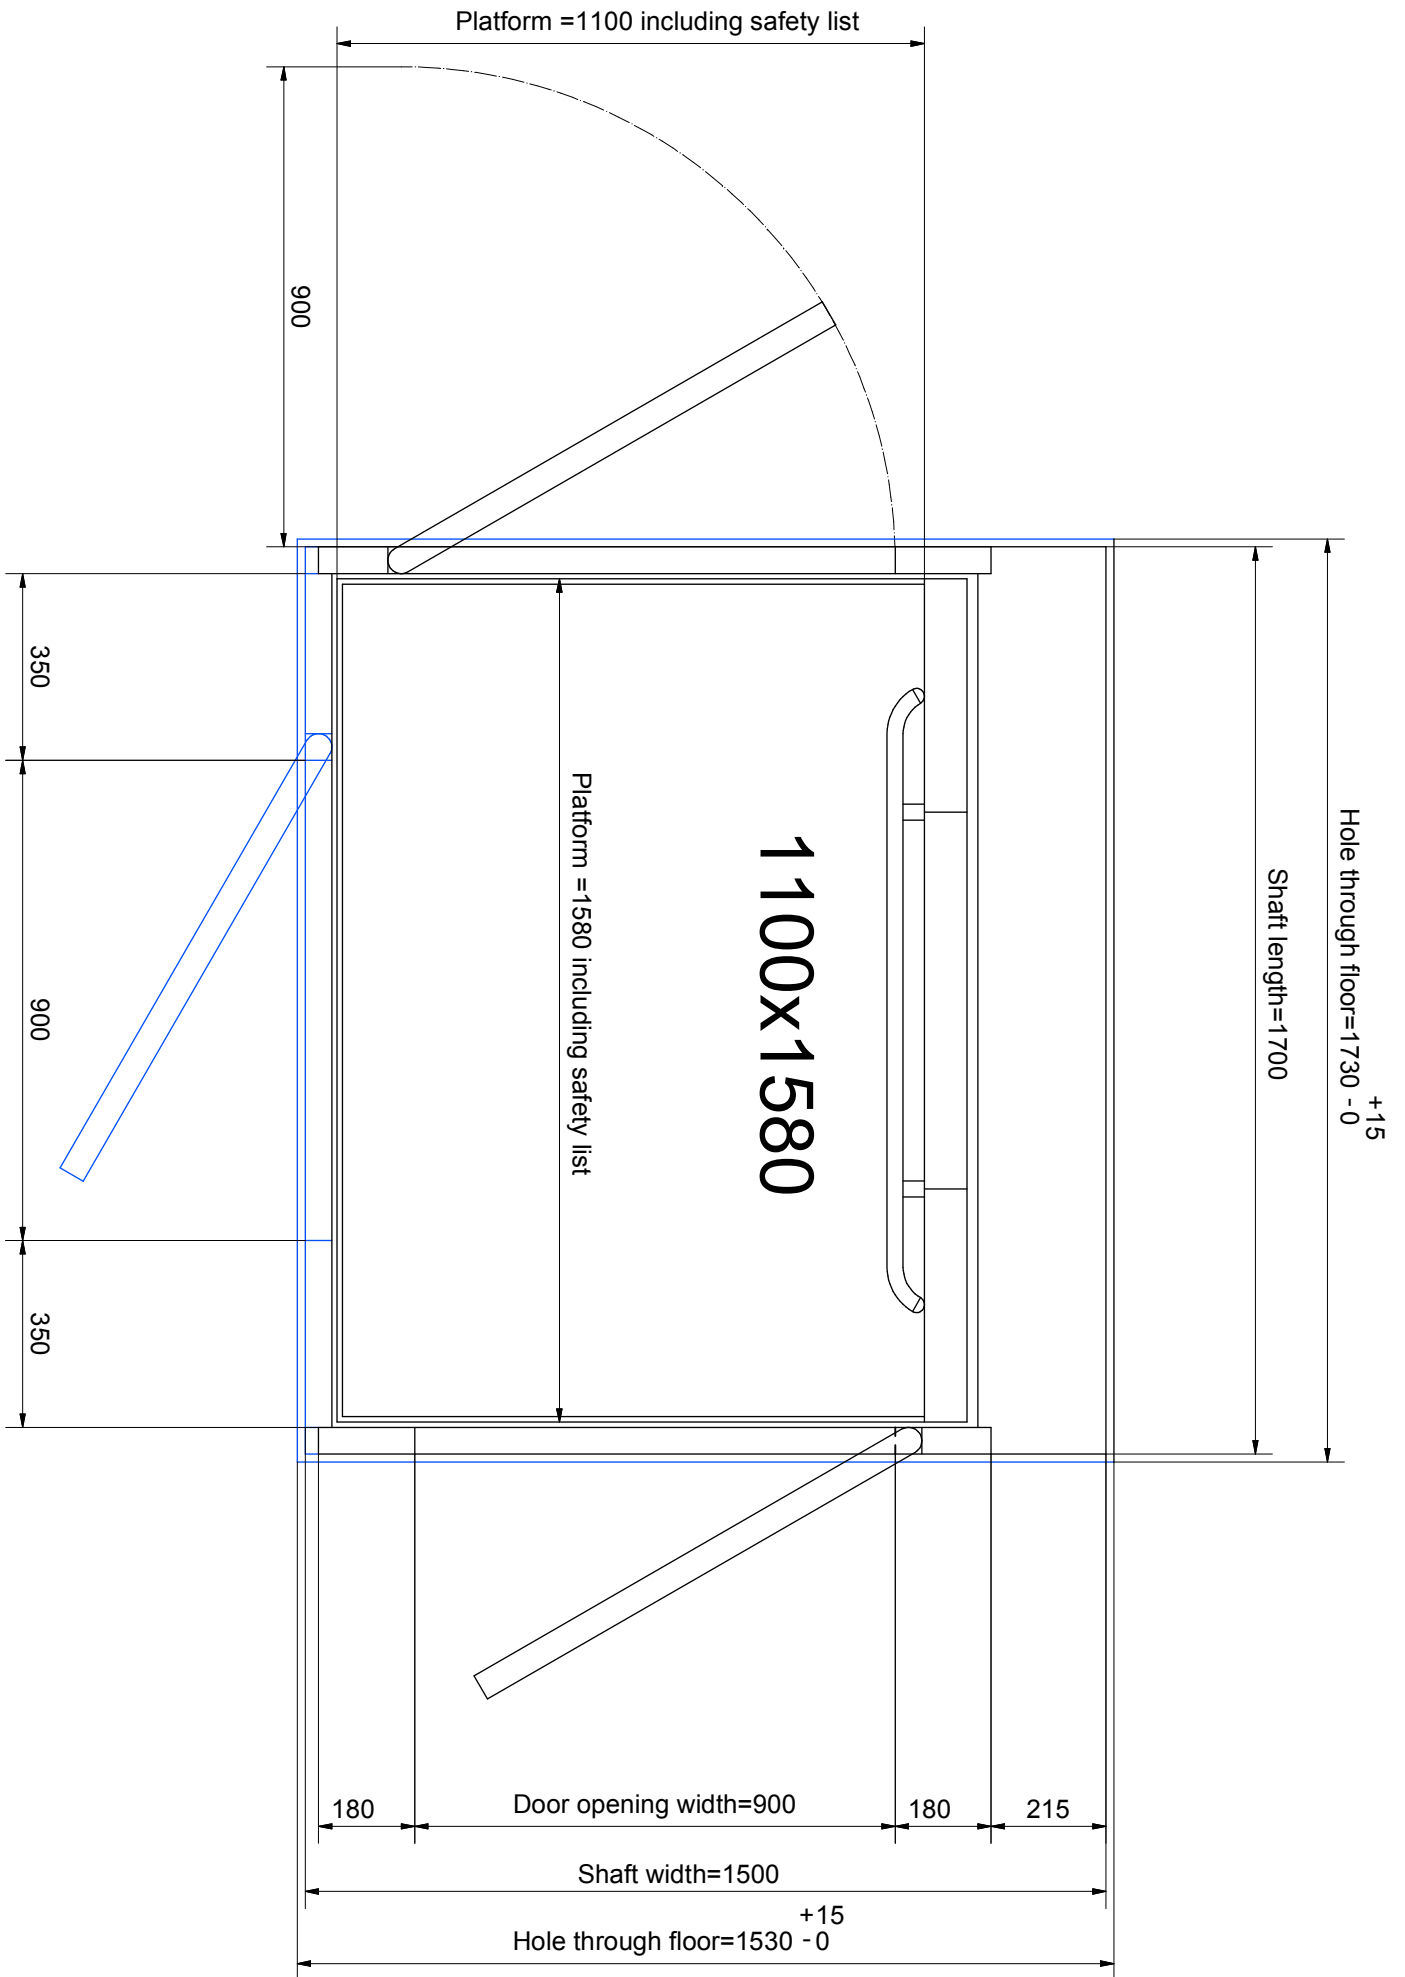 Platform =1100 including safety list
900
Hole through floor=1730 +15 -0
Shaft length=1700
1100x1580
Platform =1580 including safety list
350
900
350
180
Door opening width=900
180
215
Shaft width=1500
Hole through floor=1530 +15 -0